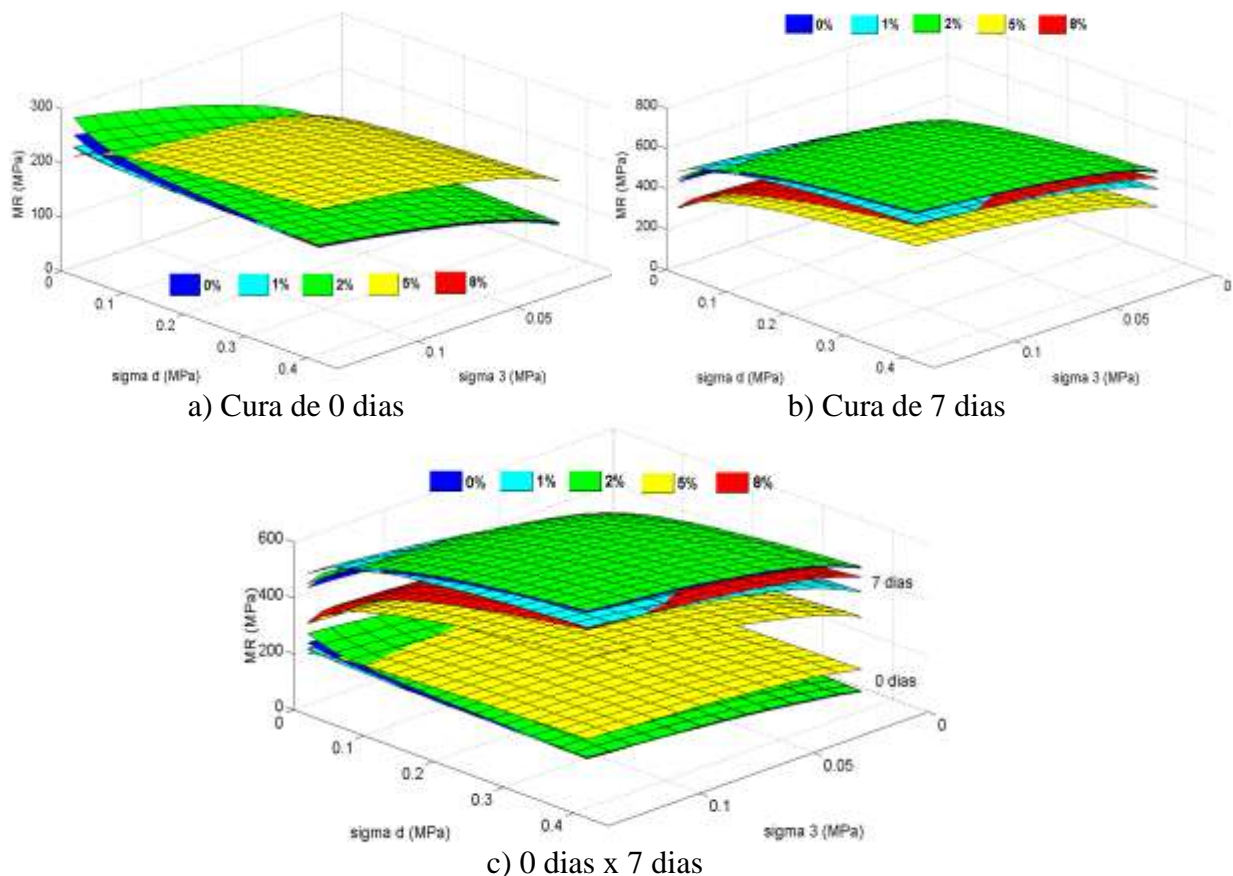 300
200
100
0
MR (MPa)
0
0.1
0.2
0.3
0.4
sigma d (MPa)
0.1
0.05
sigma 3 (MPa)
0% 1% 2% 5% 8%
a) Cura de 0 dias
0% 1% 2% 5% 8%
800
600
400
200
0
MR (MPa)
0
0.1
0.2
0.3
0.4
sigma d (MPa)
0.1
0.05
0
sigma 3 (MPa)
b) Cura de 7 dias
0% 1% 2% 5% 8%
600
400
200
0
MR (MPa)
7 dias
0 dias
0
0.1
0.2
0.3
0.4
sigma d (MPa)
0.1
0.05
0
sigma 3 (MPa)
c) 0 dias x 7 dias